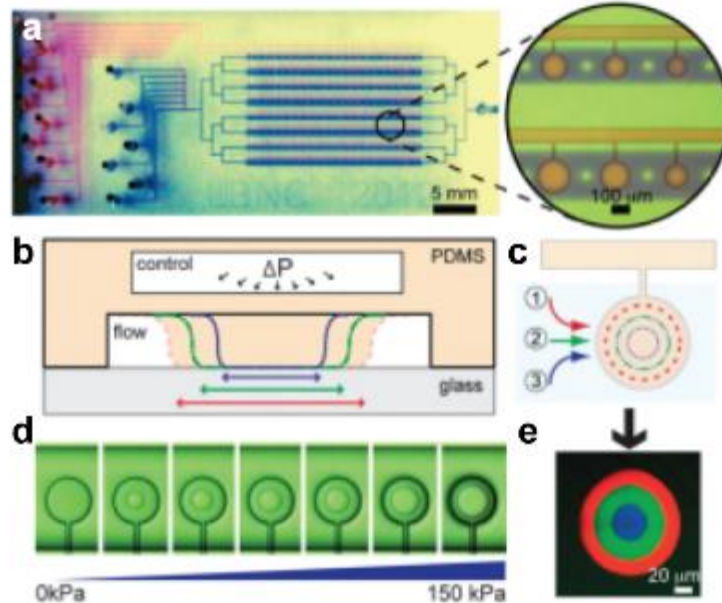 a
5 mm
100 μm
b
control
ΔP
PDMS
flow
glass
c
1
2
3
d
0kPa
150 kPa
e
20 μm